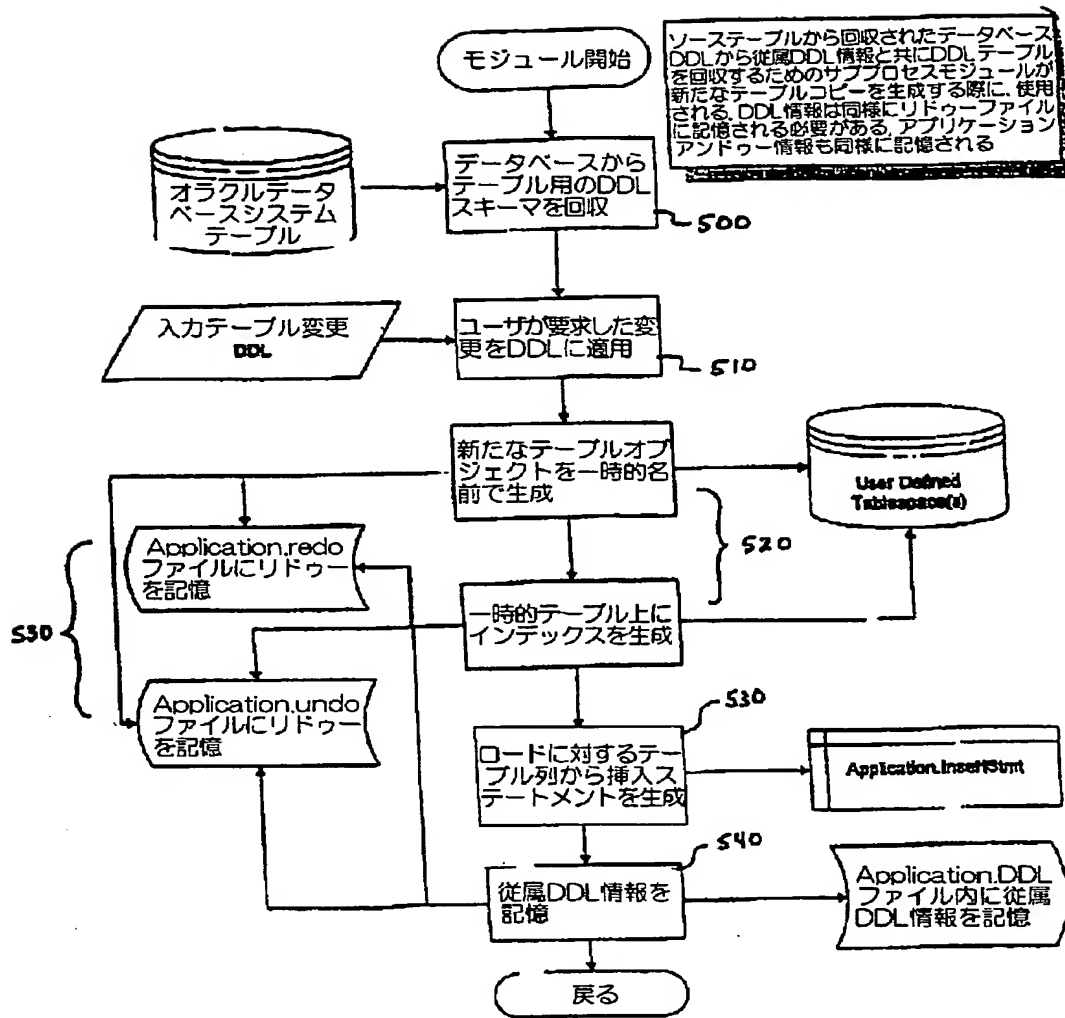 モジュール開始
ソーステーブルから回収されたデータベース
DDLから従属DDL情報と共にDDLテーブル
を回収するためのサブプロセスモジュールが
新たなテーブルコピーを生成する際に、使用
される、DDL情報は同様にリドゥーファイル
に記憶される必要がある、アプリケーション
アンドゥー情報も同様に記憶される
オラクルデータ
ベースシステム
テーブル
データベースから
テーブル用のDDL
スキーマを回収
500
入力テーブル変更
DDL
ユーザが要求した変
更をDDLに適用
510
新たなテーブルオブ
ジェクトを一時的名
前で生成
User Defined
Tablespace(s)
520
Application.redo
ファイルにリドゥー
を記憶
530
一時的テーブル上に
インデックスを生成
Application.undo
ファイルにリドゥー
を記憶
530
ロードに対するテー
ブル列から挿入ス
テートメントを生成
Application.InsertStmt
540
従属DDL情報を
記憶
Application.DDL
ファイル内に従属
DDL情報を記憶
戻る